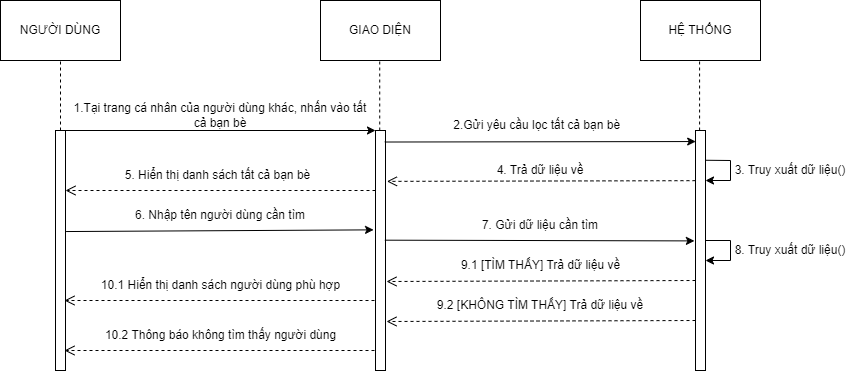 NGƯỜI DÙNG
GIAO DIỆN
HỆ THỐNG
1.Tại trang cá nhân của người dùng khác, nhấn vào tất
cả bạn bè
2.Gửi yêu cầu lọc tất cả bạn bè
3. Truy xuất dữ liệu()
4. Trả dữ liệu về
5. Hiển thị danh sách tất cả bạn bè
6. Nhập tên người dùng cần tìm
7. Gửi dữ liệu cần tìm
8. Truy xuất dữ liệu()
9.1 [TÌM THẤY] Trả dữ liệu về
10.1 Hiển thị danh sách người dùng phù hợp
9.2 [KHÔNG TÌM THẤY] Trả dữ liệu về
10.2 Thông báo không tìm thấy người dùng